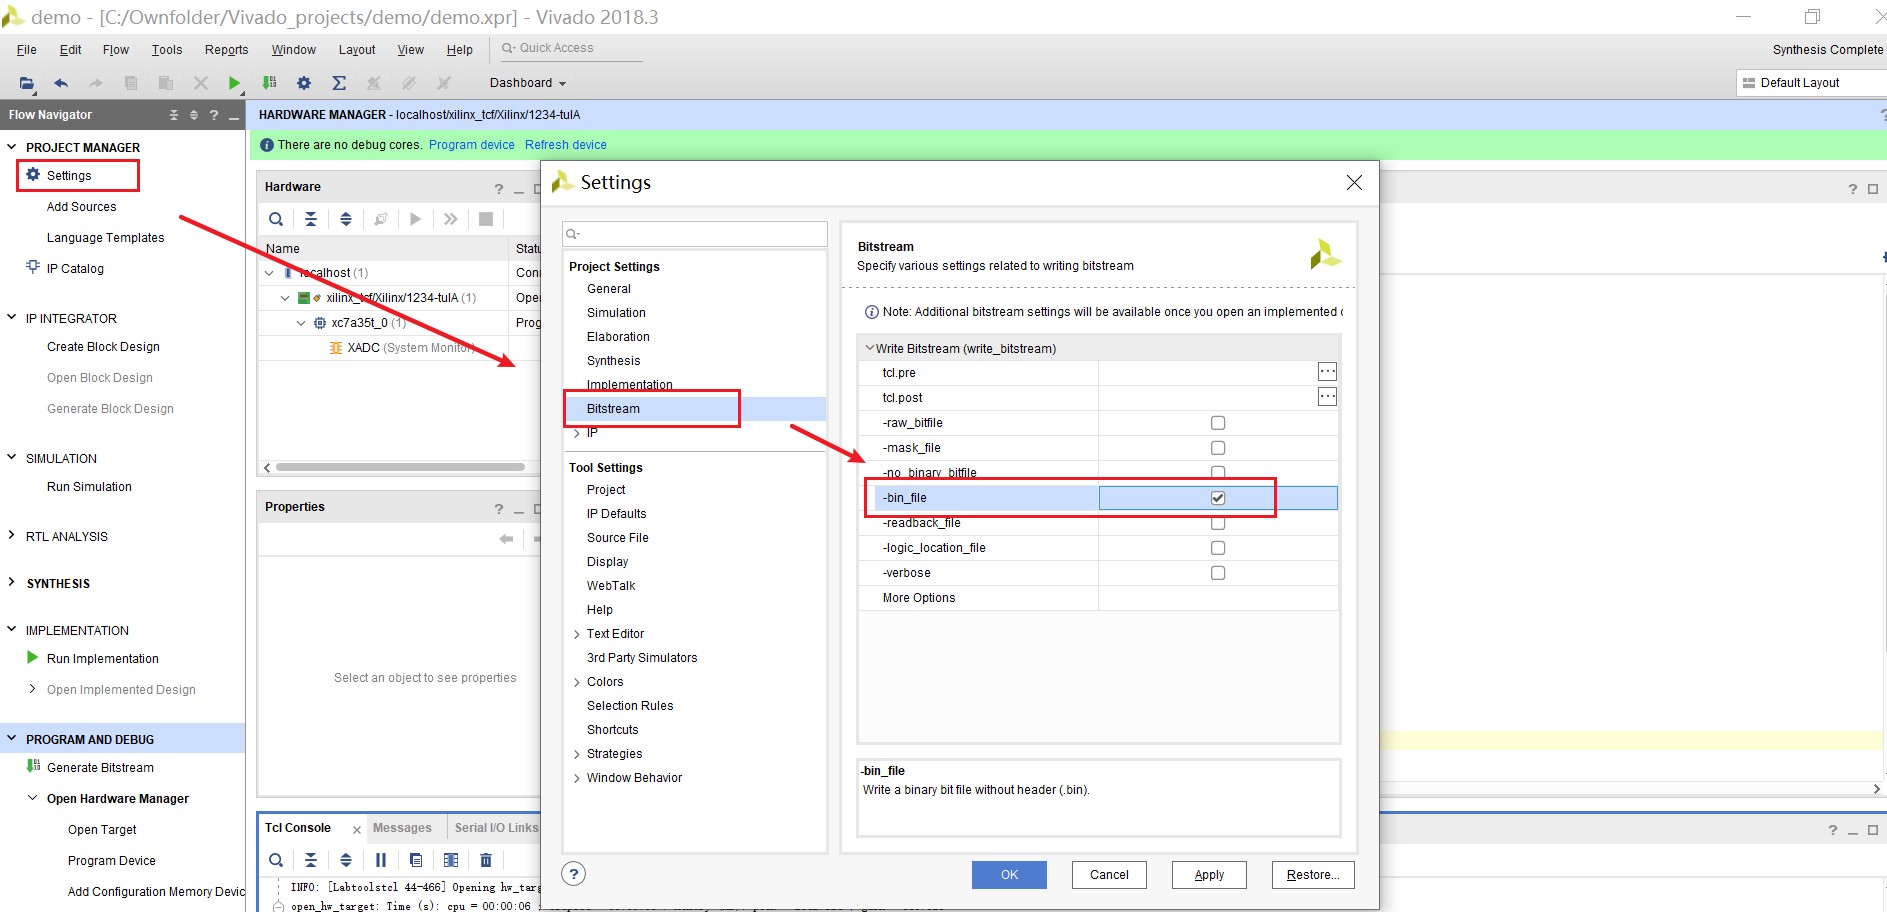 demo - [C:/Ownfolder/Vivado_projects/demo/demo.xpr] - Vivado 2018.3
File Edit Flow Tools Reports Window Layout View Help Quick Access
Synthesis Complete
Dashboard
Default Layout
Flow Navigator
PROJECT MANAGER
Settings
Add Sources
Language Templates
IP Catalog
IP INTEGRATOR
Create Block Design
Open Block Design
Generate Block Design
SIMULATION
Run Simulation
RTL ANALYSIS
SYNTHESIS
IMPLEMENTATION
Run Implementation
Open Implemented Design
PROGRAM AND DEBUG
Generate Bitstream
Open Hardware Manager
Open Target
Program Device
Add Configuration Memory Devic
HARDWARE MANAGER - localhost/xilinx_tcf/Xilinx/1234-tulA
There are no debug cores. Program device Refresh device
Hardware
Name Statu
localhost (1) Conn
xilinx_tcf/Xilinx/1234-tulA (1) Ope
xc7a35t_0 (1) Prog
XADC (System Monitor
Properties
Select an object to see properties
Tcl Console Messages Serial I/O Links
INFO: [Labtoolstcl 44-466] Opening hw_targ
open_hw_target: Time (s): cpu = 00:00:06
Settings
Project Settings
General
Simulation
Elaboration
Synthesis
Implementation
Bitstream
IP
Tool Settings
Project
IP Defaults
Source File
Display
WebTalk
Help
Text Editor
3rd Party Simulators
Colors
Selection Rules
Shortcuts
Strategies
Window Behavior
Bitstream
Specify various settings related to writing bitstream
Note: Additional bitstream settings will be available once you open an implemented
Write Bitstream (write_bitstream)
tcl.pre
tcl.post
-raw_bitfile
-mask_file
-no_binary_bitfile
-bin_file
-readback_file
-logic_location_file
-verbose
More Options
-bin_file
Write a binary bit file without header (.bin).
OK Cancel Apply Restore...